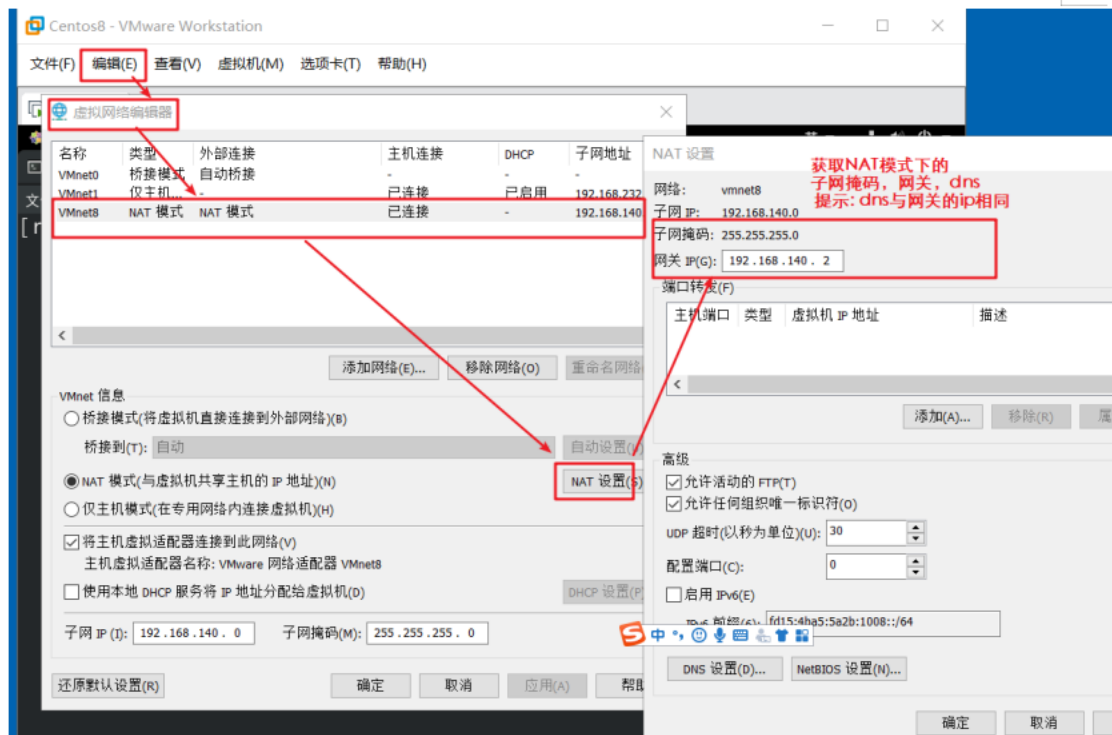 Centos8 - VMware Workstation
文件(F) 编辑(E) 查看(V) 虚拟机(M) 选项卡(T) 帮助(H)
虚拟网络编辑器
名称 类型 外部连接 主机连接 DHCP 子网地址
VMnet0 桥接模式 自动桥接 - - -
VMnet1 仅主机... - 已连接 已启用 192.168.232
VMnet8 NAT 模式 NAT 模式 已连接 - 192.168.140
添加网络(E)... 移除网络(O) 重命名网络
VMnet 信息
桥接模式(将虚拟机直接连接到外部网络)(B)
桥接到(T): 自动 自动设置
NAT 模式(与虚拟机共享主机的 IP 地址)(N) NAT 设置(S)
仅主机模式(在专用网络内连接虚拟机)(H)
将主机虚拟适配器连接到此网络(V)
主机虚拟适配器名称: VMware 网络适配器 VMnet8
使用本地 DHCP 服务将 IP 地址分配给虚拟机(D) DHCP 设置(P)
子网 IP (I): 192.168.140. 0 子网掩码(M): 255.255.255. 0
还原默认设置(R) 确定 取消 应用(A) 帮助
NAT 设置
获取NAT模式下的
子网掩码，网关，dns
提示: dns与网关的ip相同
网络: vmnet8
子网 IP: 192.168.140.0
子网掩码: 255.255.255.0
网关 IP(G): 192.168.140. 2
端口转发(F)
主机端口 类型 虚拟机 IP 地址 描述
添加(A)... 移除(R) 属
高级
允许活动的 FTP(T)
允许任何组织唯一标识符(O)
UDP 超时(以秒为单位)(U): 30
配置端口(C): 0
启用 IPv6(E)
IPv6 前缀(6): fd15:4ba5:5a2b:1008::/64
中
DNS 设置(D)... NetBIOS 设置(N)...
确定 取消